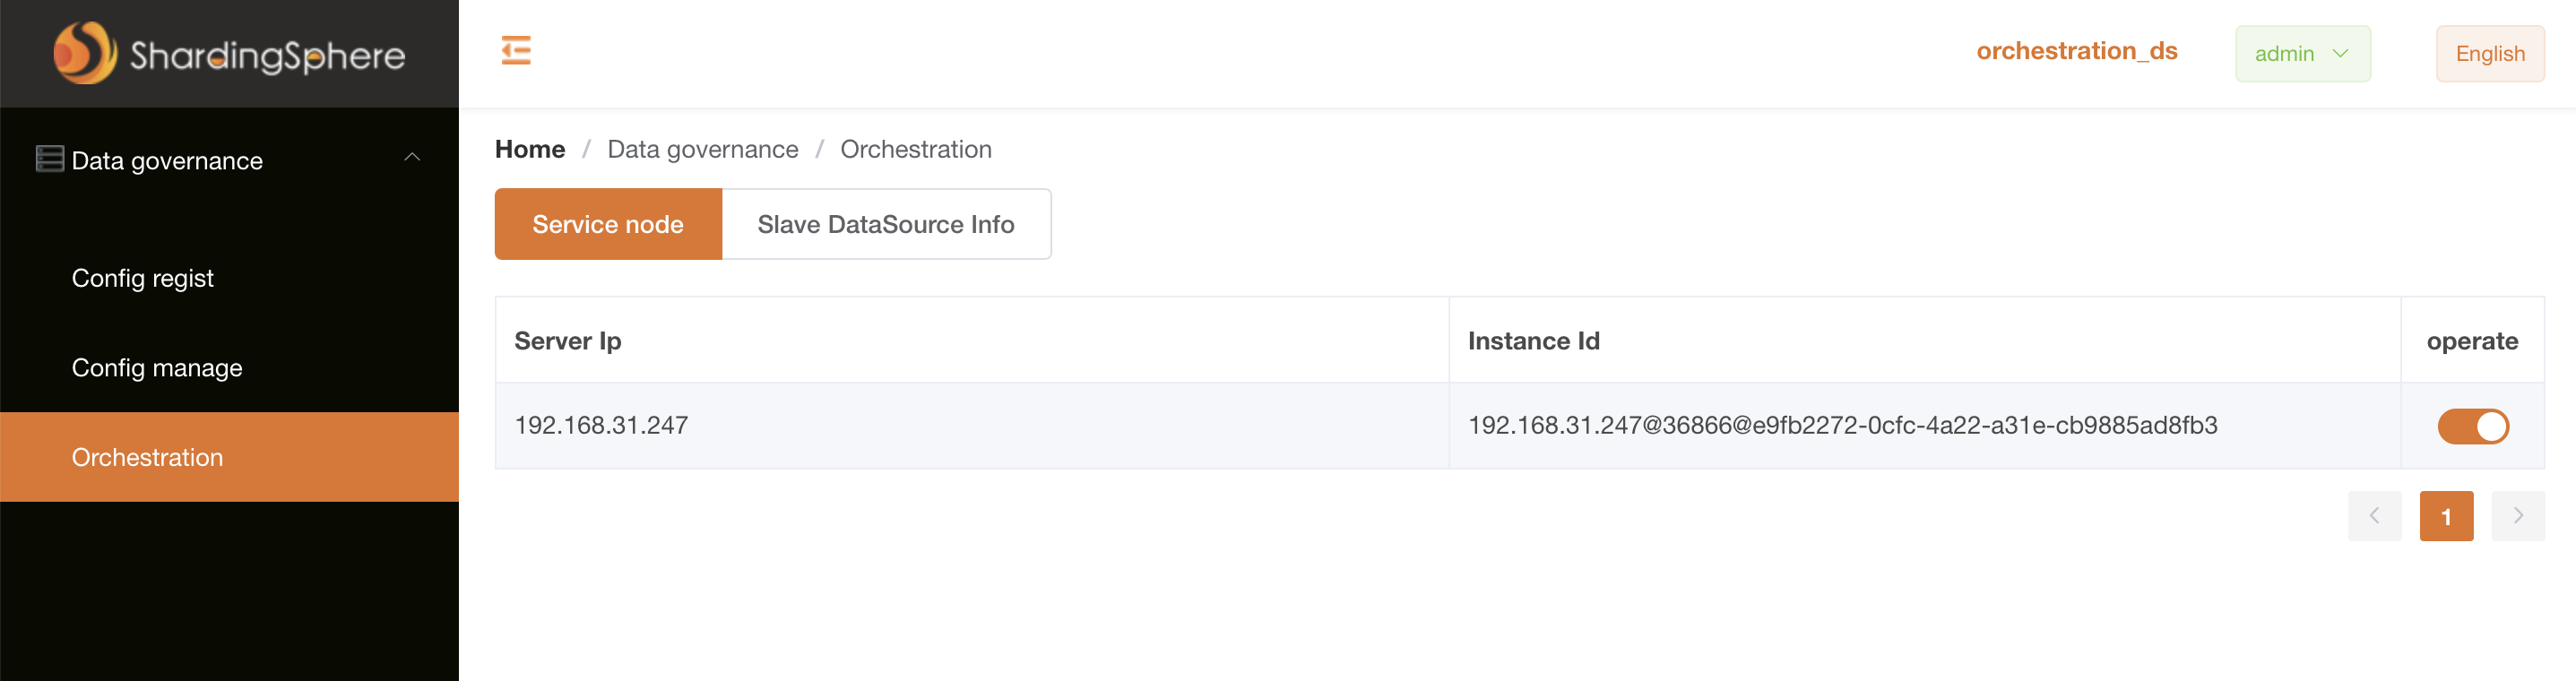 ShardingSphere
orchestration_ds
admin
English
Data governance
Config regist
Config manage
Orchestration
Home / Data governance / Orchestration
Service node
Slave DataSource Info
Server Ip
Instance Id
operate
192.168.31.247
192.168.31.247@36866@e9fb2272-0cfc-4a22-a31e-cb9885ad8fb3
1